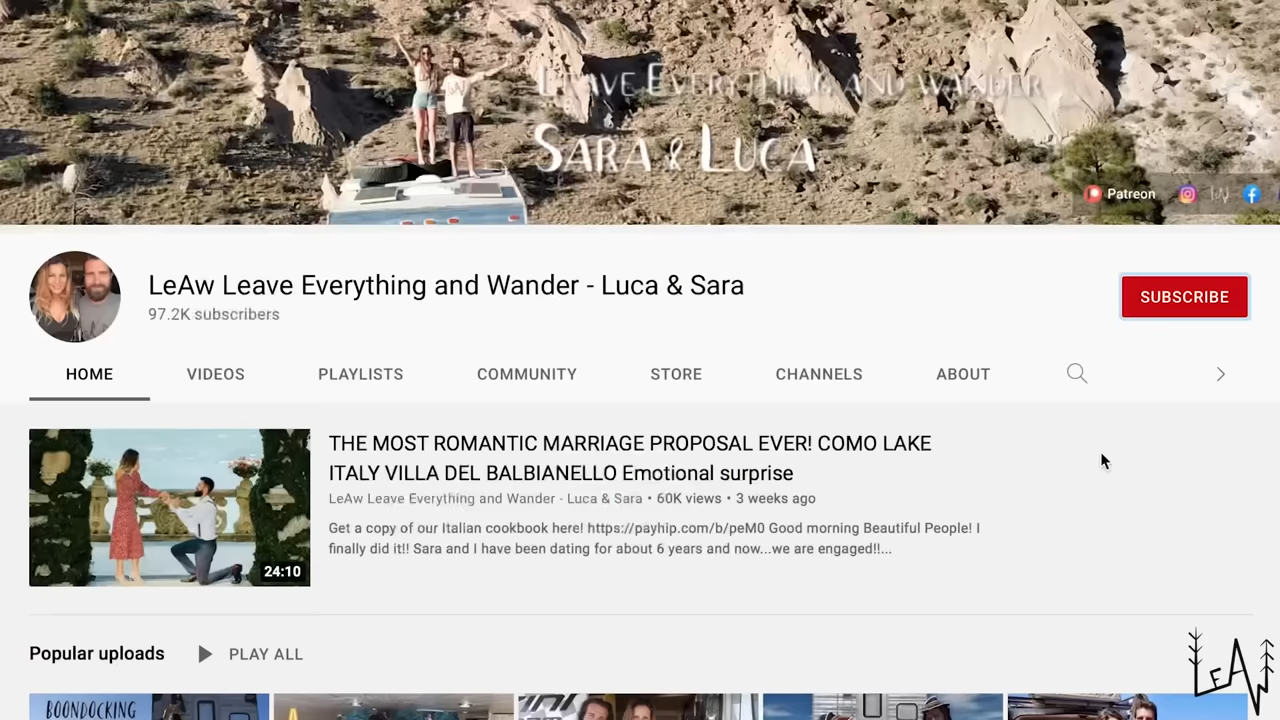 LEAVE EVERYTHING AND WANDER
SARA & LUCA
Patreon
LeAw Leave Everything and Wander - Luca & Sara
97.2K subscribers
SUBSCRIBE
HOME VIDEOS PLAYLISTS COMMUNITY STORE CHANNELS ABOUT
THE MOST ROMANTIC MARRIAGE PROPOSAL EVER! COMO LAKE
ITALY VILLA DEL BALBIANELLO Emotional surprise
LeAw Leave Everything and Wander - Luca & Sara • 60K views • 3 weeks ago
Get a copy of our Italian cookbook here! https://payhip.com/b/peM0 Good morning Beautiful People! I
finally did it!! Sara and I have been dating for about 6 years and now...we are engaged!!...
24:10
Popular uploads PLAY ALL
LEAW
BOONDOCKING